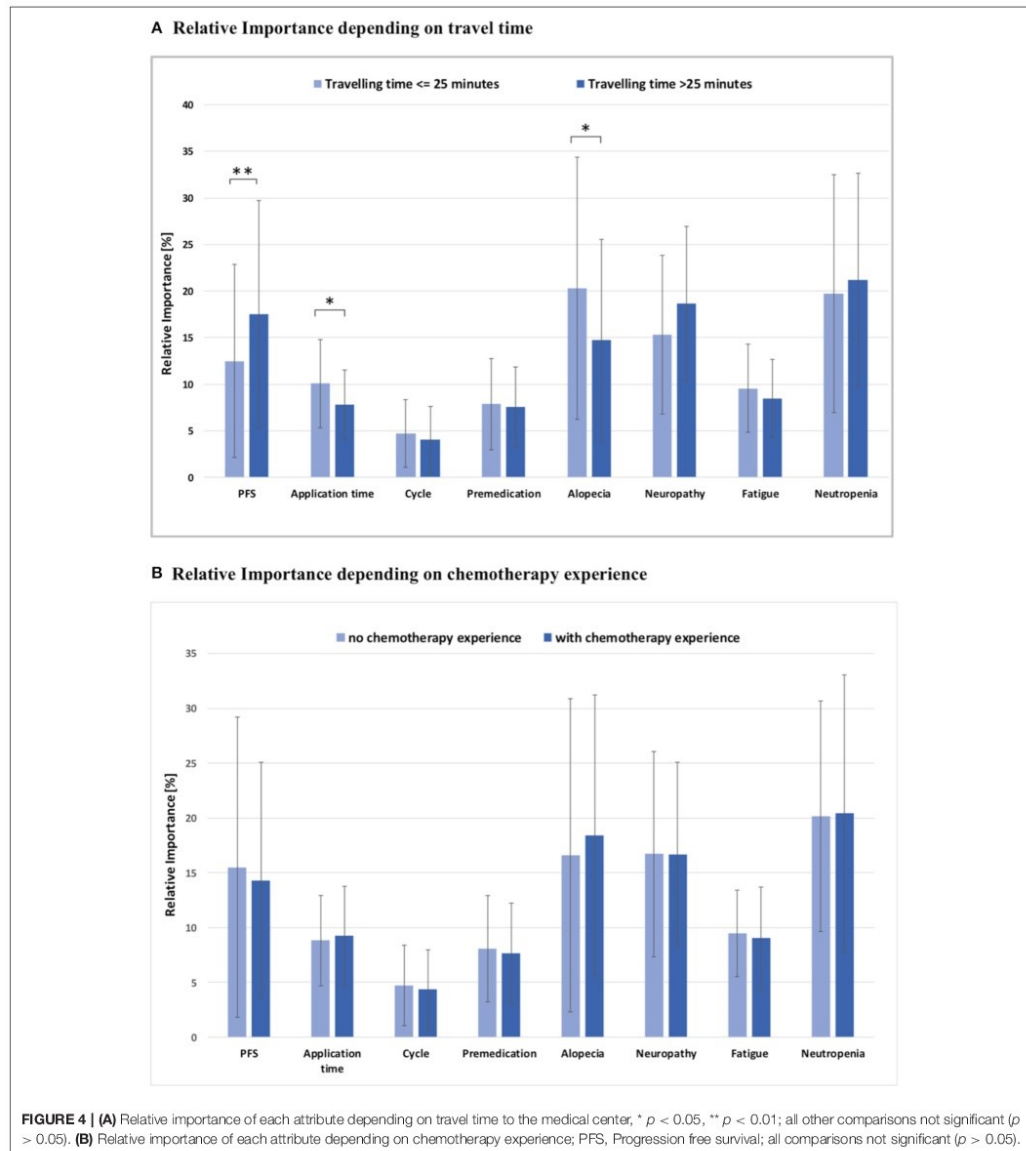 A Relative Importance depending on travel time
Travelling time <= 25 minutes Travelling time >25 minutes
Relative Importance [%]
40
35
30
25
20
15
10
5
0
** * *
PFS Application time Cycle Premedication Alopecia Neuropathy Fatigue Neutropenia
B Relative Importance depending on chemotherapy experience
no chemotherapy experience with chemotherapy experience
Relative Importance [%]
35
30
25
20
15
10
5
0
PFS Application time Cycle Premedication Alopecia Neuropathy Fatigue Neutropenia
FIGURE 4 | (A) Relative importance of each attribute depending on travel time to the medical center, * p < 0.05, ** p < 0.01; all other comparisons not significant (p
> 0.05). (B) Relative importance of each attribute depending on chemotherapy experience; PFS, Progression free survival; all comparisons not significant (p > 0.05).